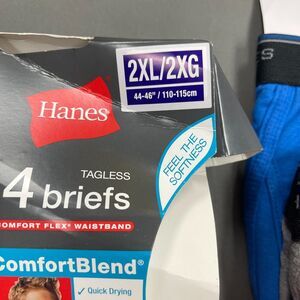 2XL/2XG
44-46" / 110-115cm
Hanes
FEEL THE
SOFTNESS
TAGLESS
4 briefs
COMFORT FLEX® WAISTBAND
ComfortBlend®
✓ Quick Drying